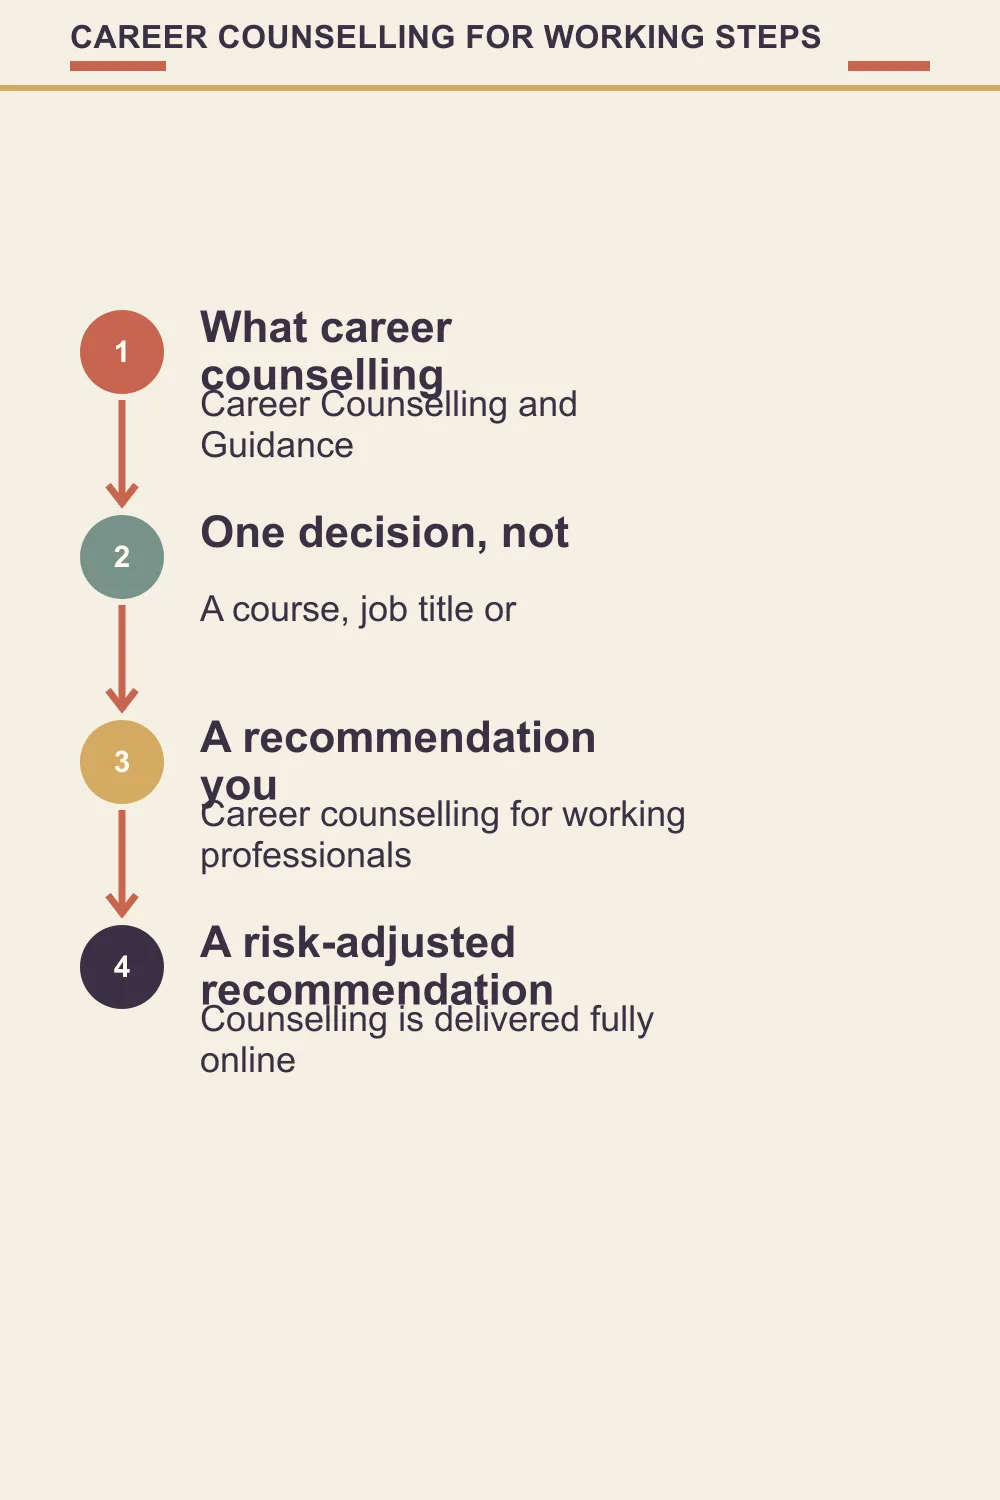 CAREER COUNSELLING FOR WORKING STEPS
1
What career
counselling
Career Counselling and
Guidance
2
One decision, not
A course, job title or
3
A recommendation
you
Career counselling for working
professionals
4
A risk-adjusted
recommendation
Counselling is delivered fully
online